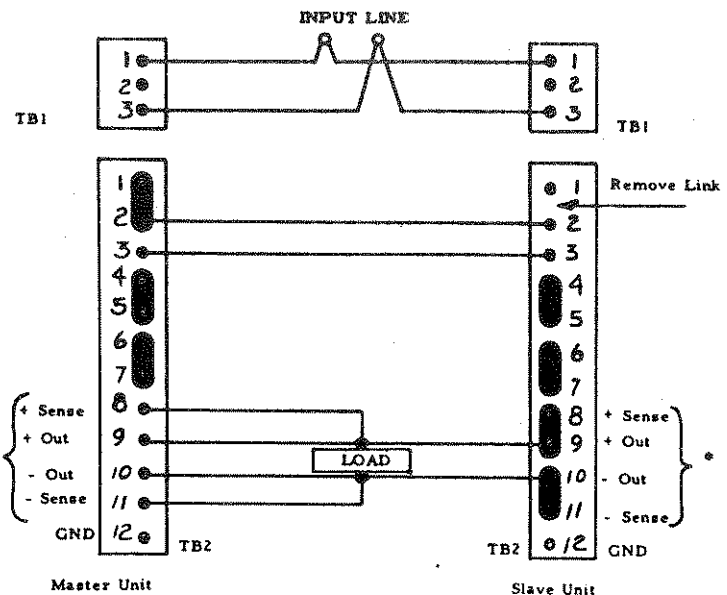 INPUT LINE
1
2
3
TB1
1
2
3
TB1
1
2
3
4
5
6
7
8
9
10
11
12
+ Sense
+ Out
- Out
- Sense
GND
TB2
Master Unit
LOAD
1
2
3
4
5
6
7
8
9
10
11
12
Remove Link
+ Sense
+ Out
- Out
- Sense
GND
TB2
*
Slave Unit